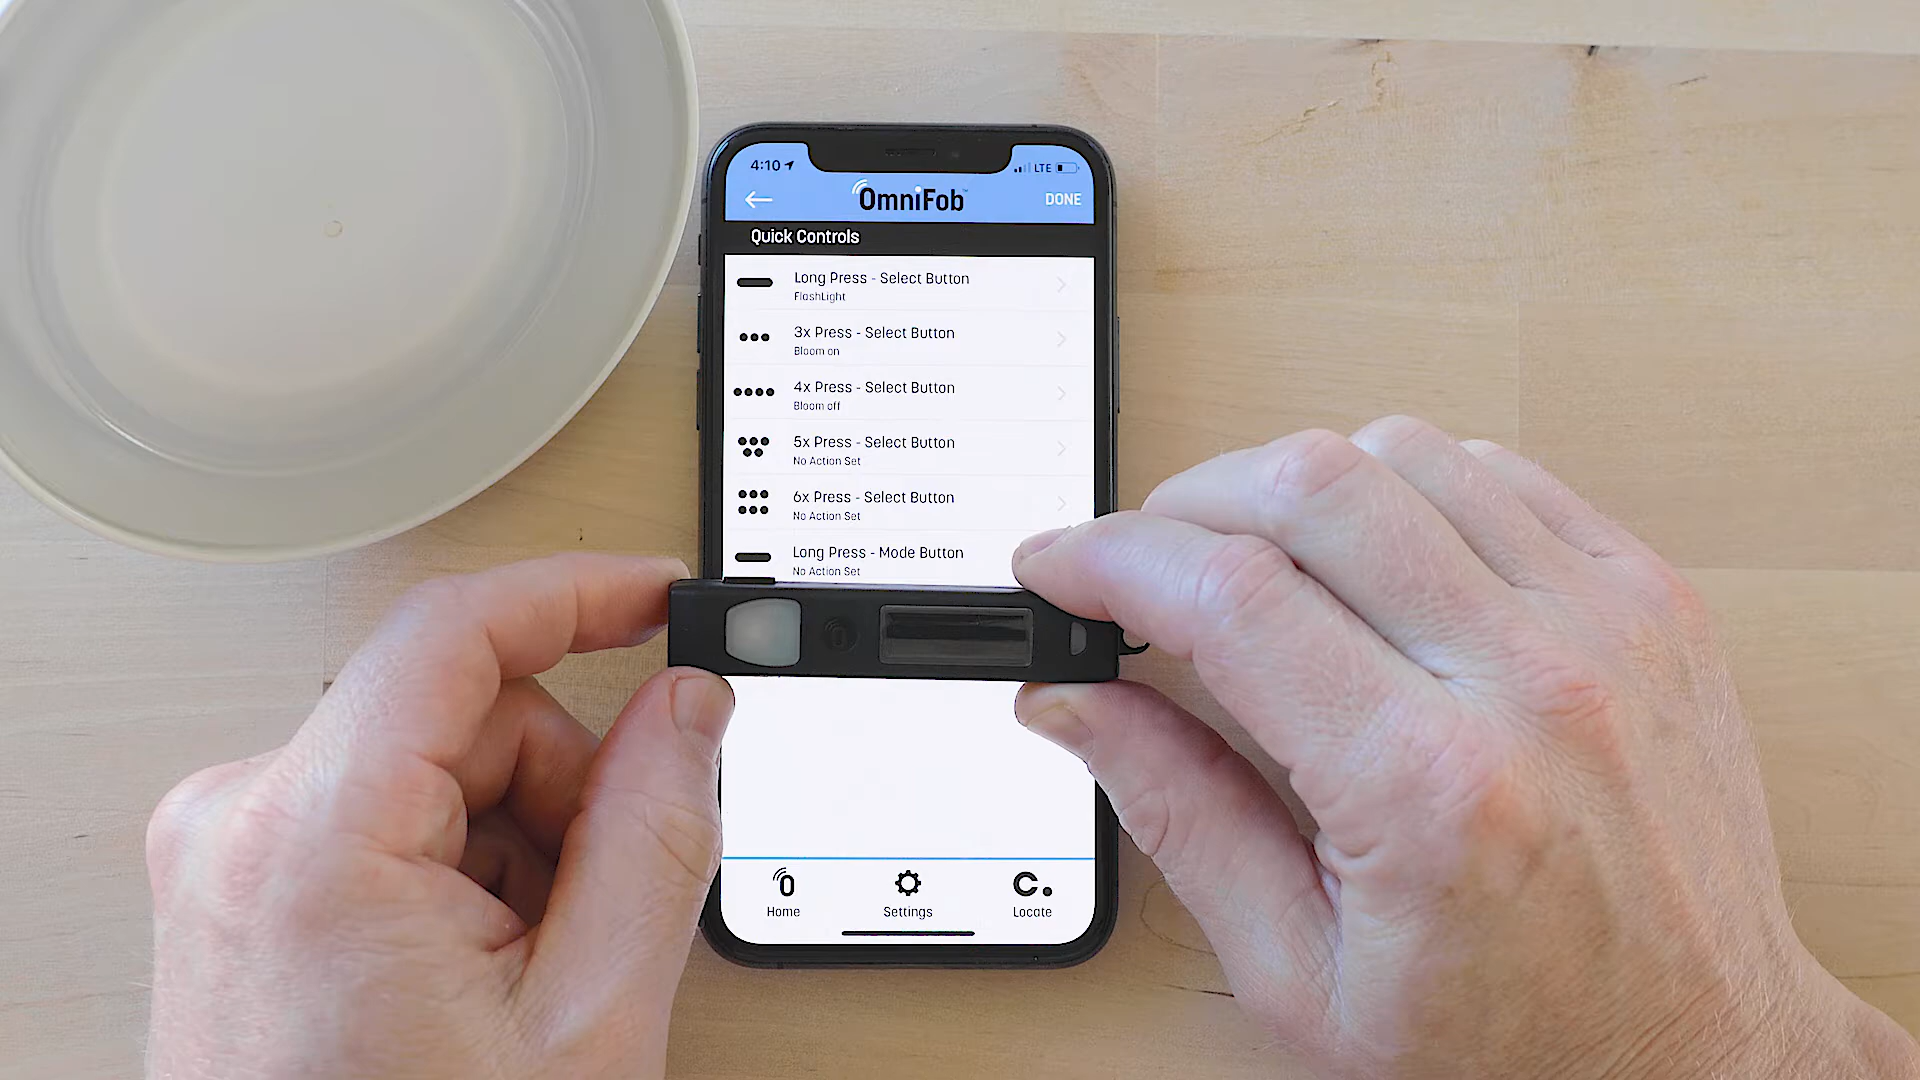 4:10
LTE
OmniFob
DONE
Quick Controls
Long Press - Select Button
FlashLight
3x Press - Select Button
Bloom on
4x Press - Select Button
Bloom off
5x Press - Select Button
No Action Set
6x Press - Select Button
No Action Set
Long Press - Mode Button
No Action Set
Home
Settings
Locate